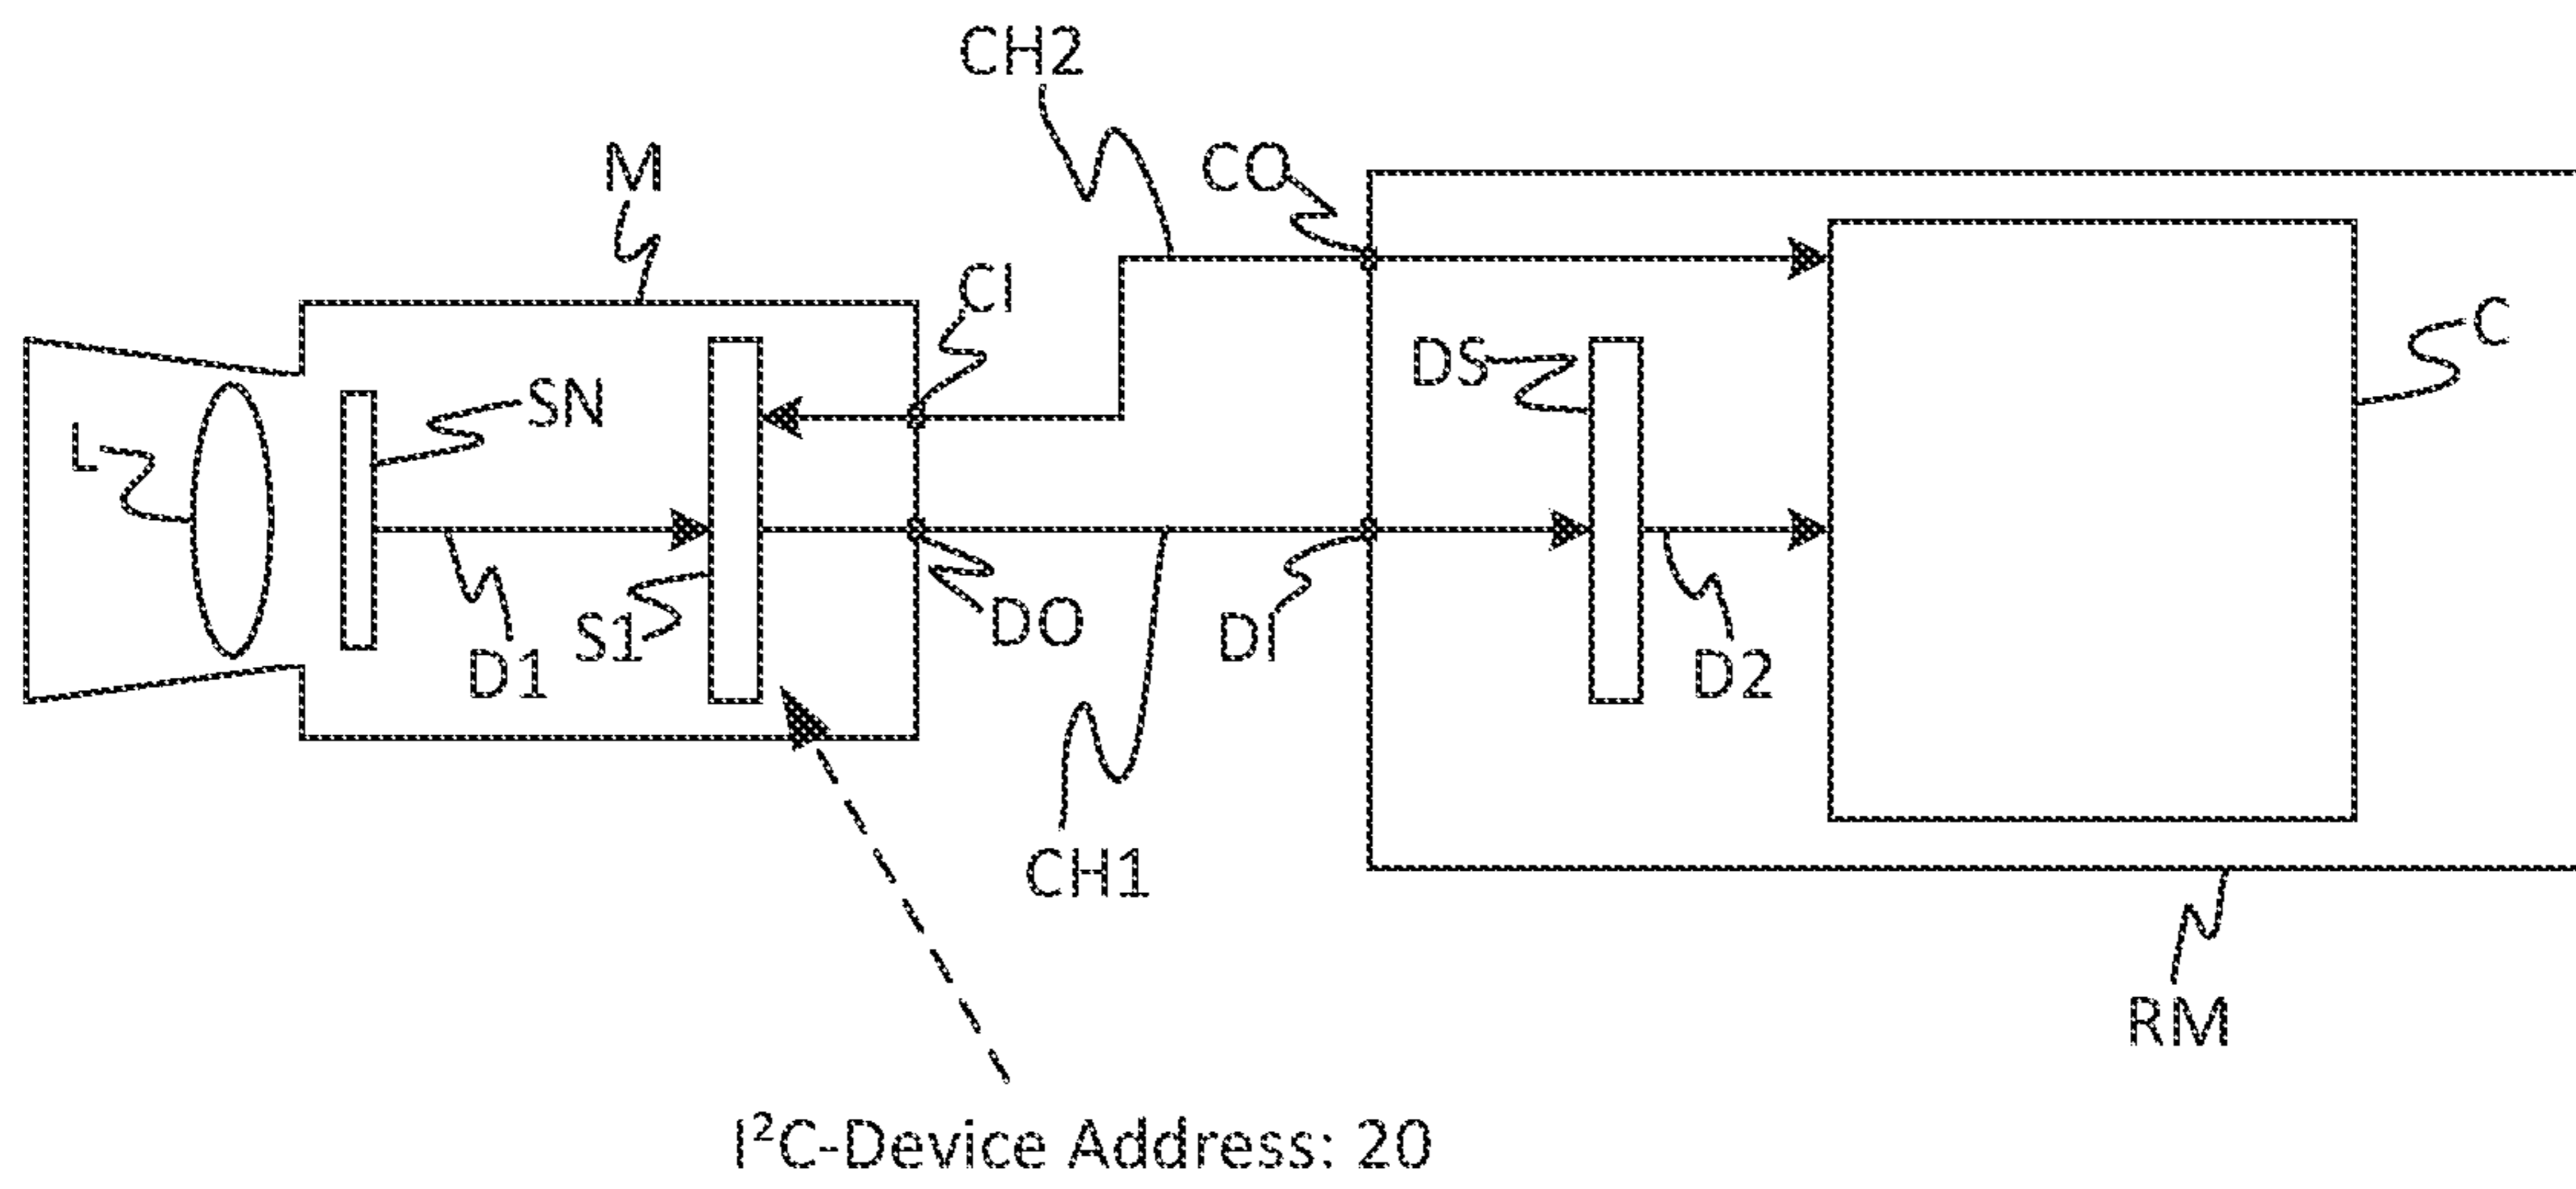 CH2
M
CO
CI
C
DS
SN
L
D1
S1
DO
DI
D2
CH1
RM
I²C-Device Address: 20